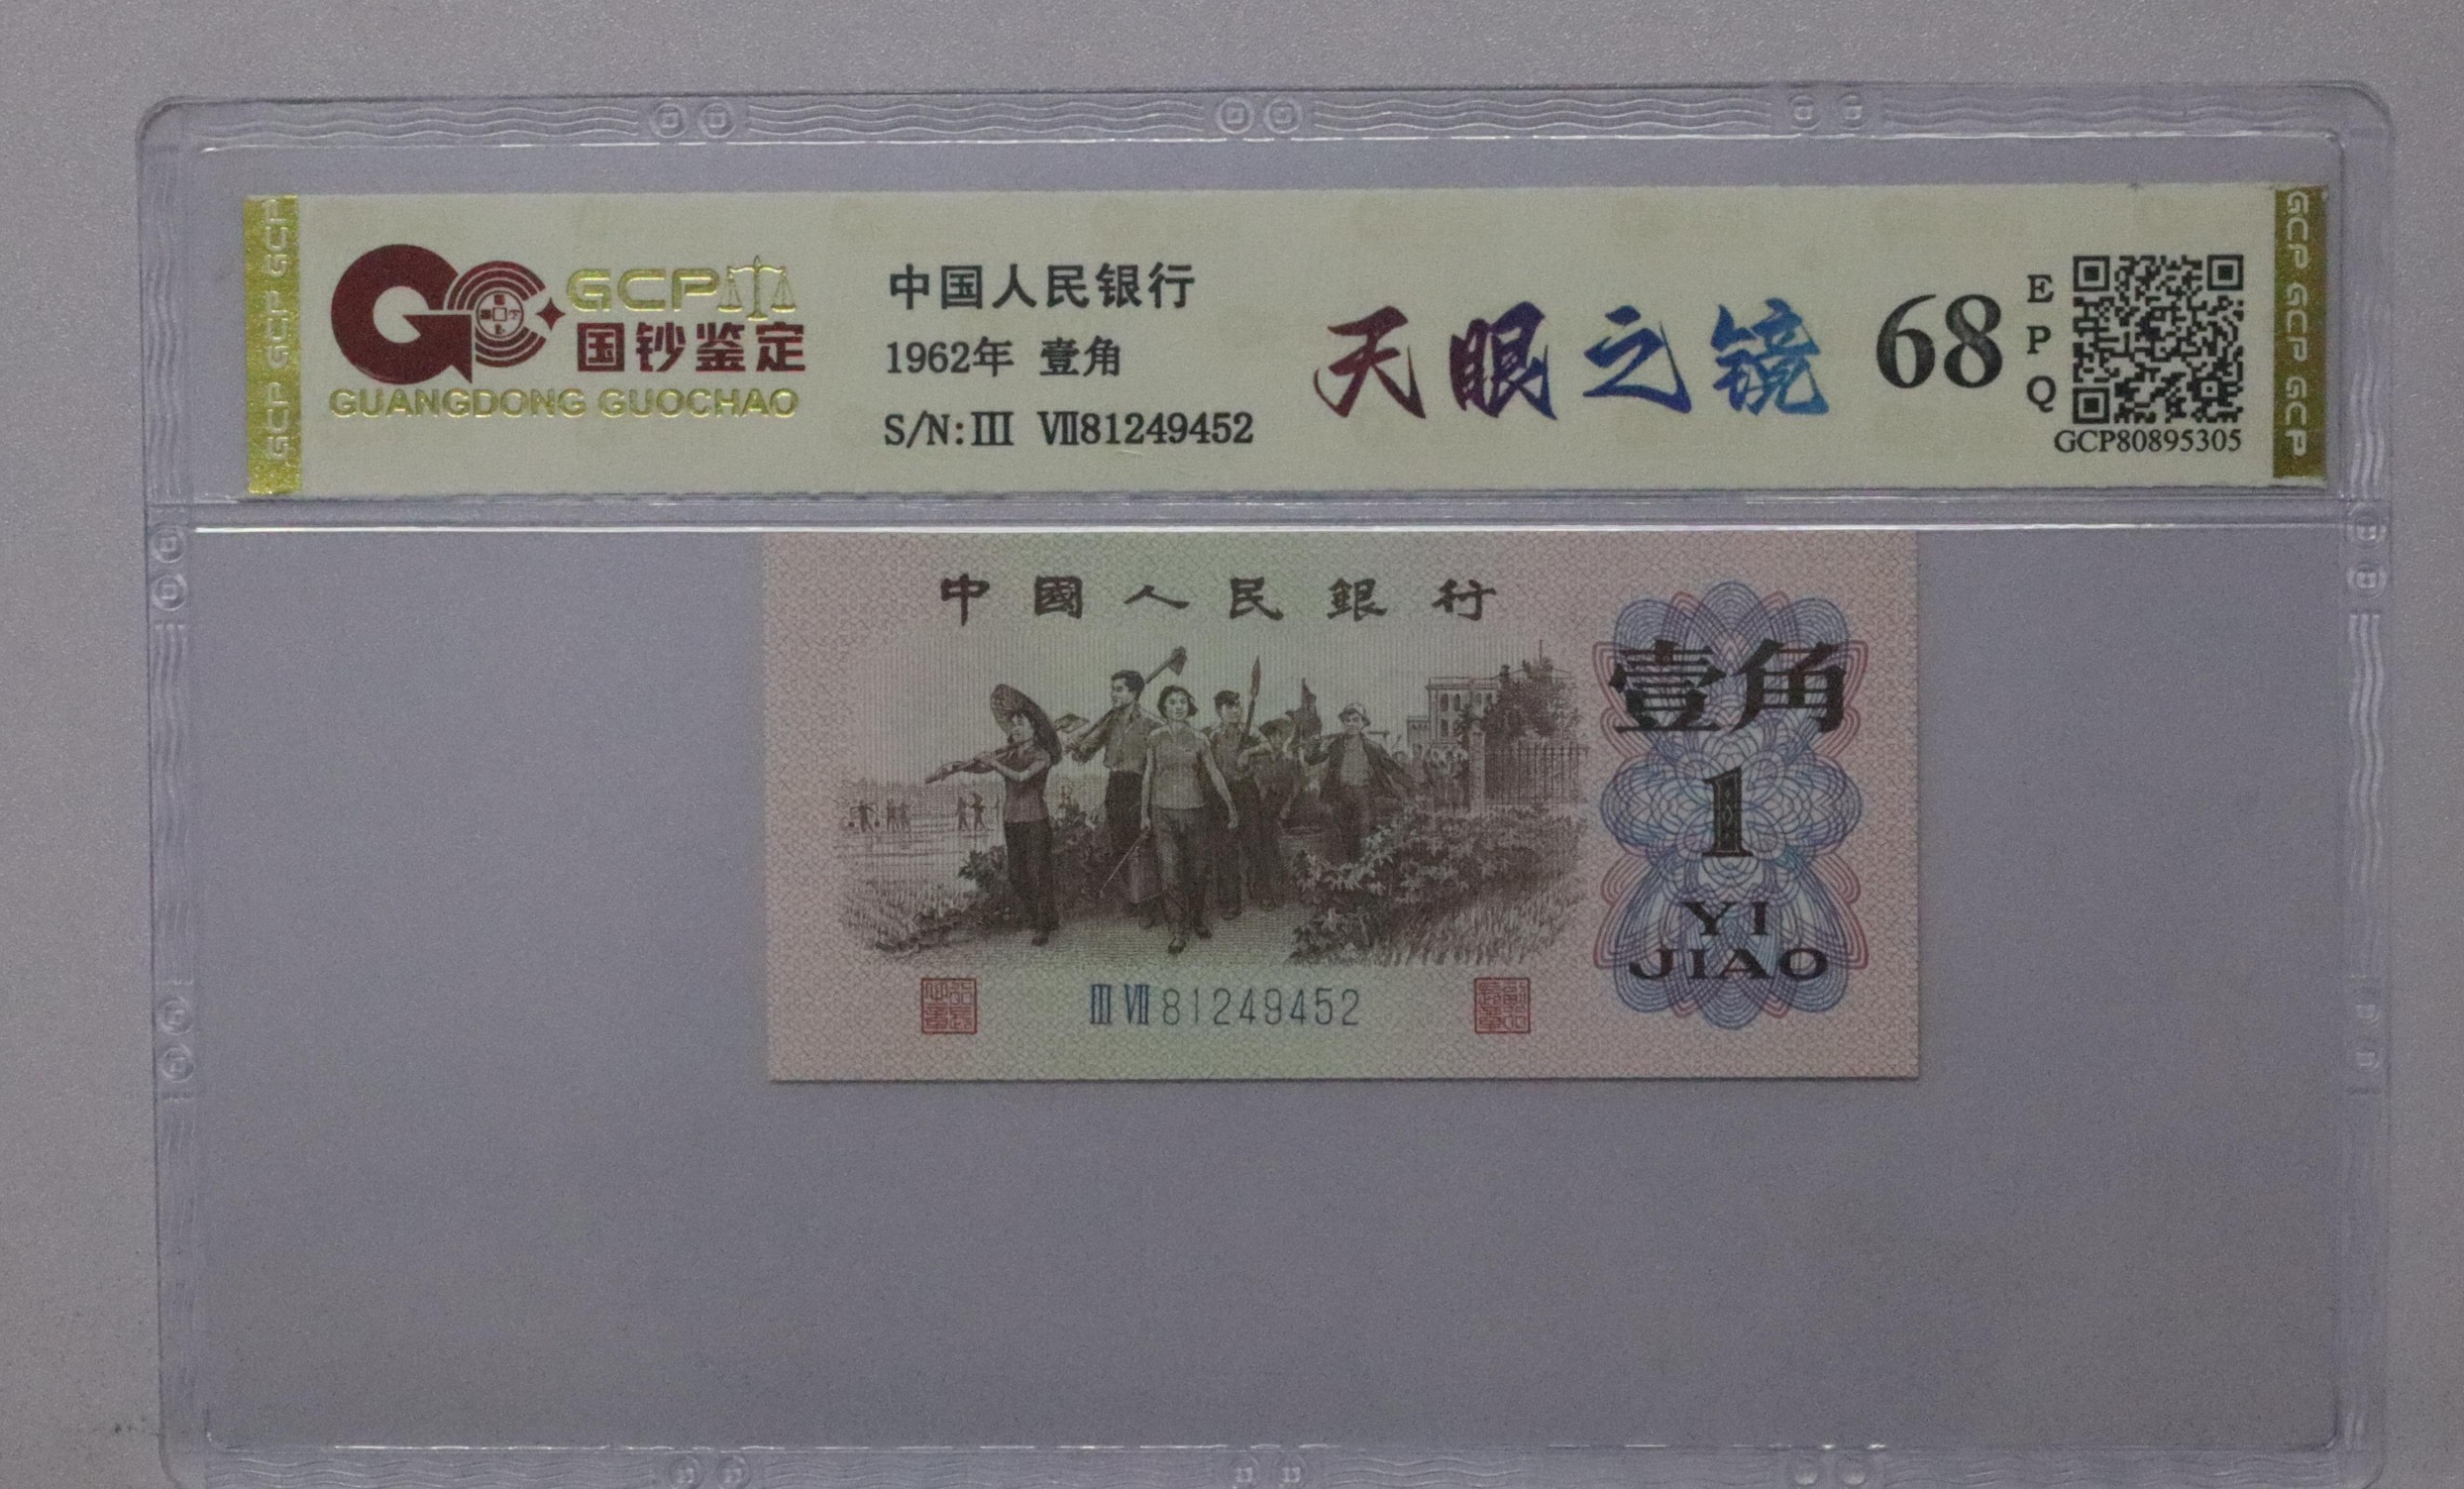 GCP GCP GCP
GCP
国钞鉴定
GUANGDONG GUOCHAO
中国人民银行
1962年 壹角
S/N:III VII81249452
天眼之镜
68
E
P
Q
GCP80895305
GCP GCP GCP GCP
中國人民銀行
壹角
1
YI
JIAO
III VII 81249452